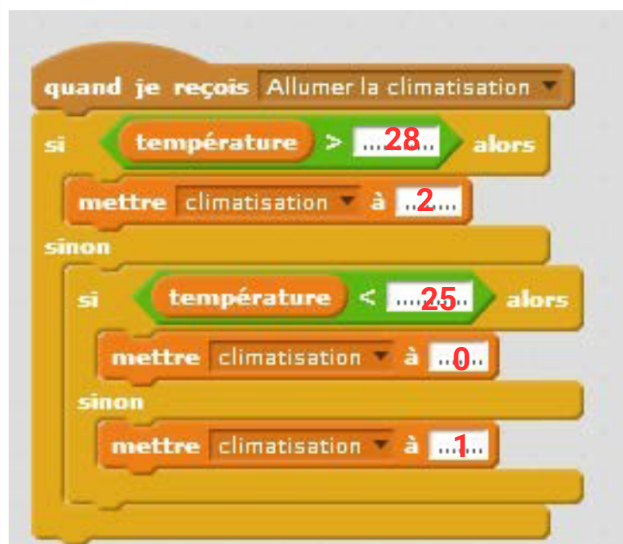 quand je reçois Allumer la climatisation
si température > ....28.... alors
mettre climatisation à ...2....
sinon
si température < ....25.... alors
mettre climatisation à ...0...
sinon
mettre climatisation à ...1...